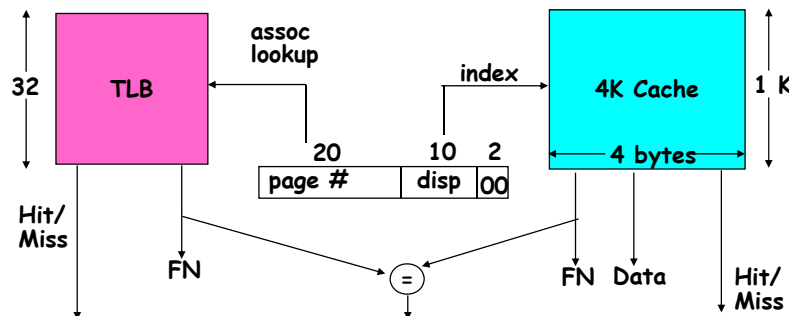 assoc
lookup
32
TLB
index
4K Cache
1 K
20
10
2
4 bytes
page #
disp
00
Hit/
Miss
FN
=
FN
Data
Hit/
Miss